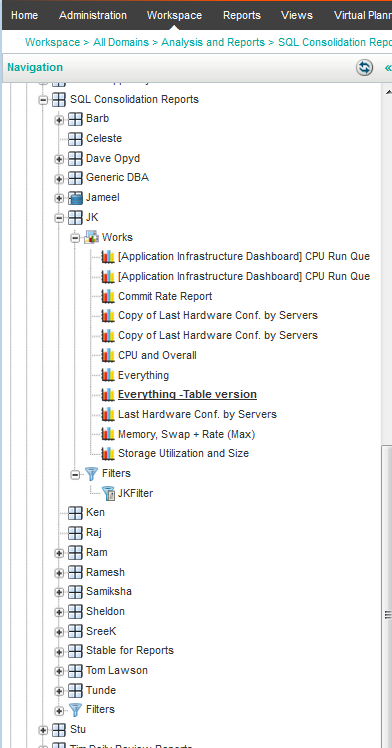 Home Administration Workspace Reports Views Virtual Plann
Workspace > All Domains > Analysis and Reports > SQL Consolidation Repo
Navigation
SQL Consolidation Reports
Barb
Celeste
Dave Opyd
Generic DBA
Jameel
JK
Works
[Application Infrastructure Dashboard] CPU Run Que
[Application Infrastructure Dashboard] CPU Run Que
Commit Rate Report
Copy of Last Hardware Conf. by Servers
Copy of Last Hardware Conf. by Servers
CPU and Overall
Everything
Everything -Table version
Last Hardware Conf. by Servers
Memory, Swap + Rate (Max)
Storage Utilization and Size
Filters
JKFilter
Ken
Raj
Ram
Ramesh
Samiksha
Sheldon
SreeK
Stable for Reports
Tom Lawson
Tunde
Filters
Stu
Tim Daily Review Reports